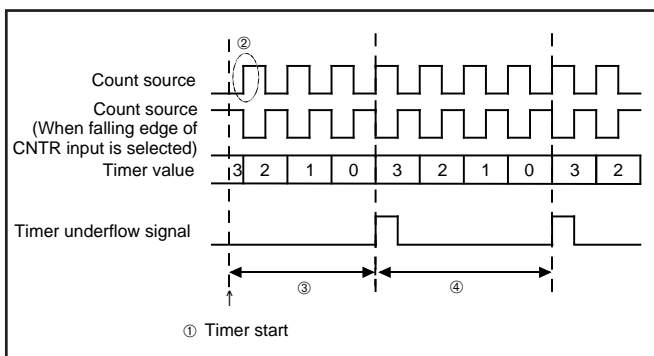 ②
Count source
Count source
(When falling edge of
CNTR input is selected)
Timer value
3 2 1 0 3 2 1 0 3 2
Timer underflow signal
③ ④
① Timer start